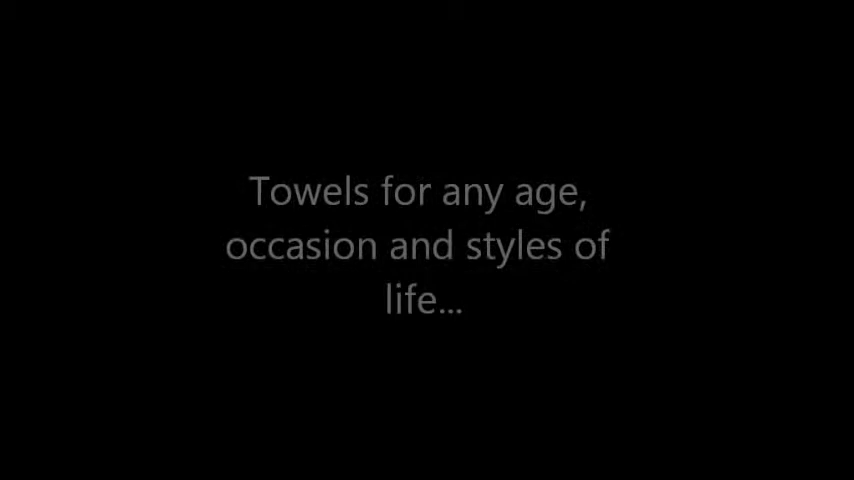 Towels for any age,
occasion and styles of
life...